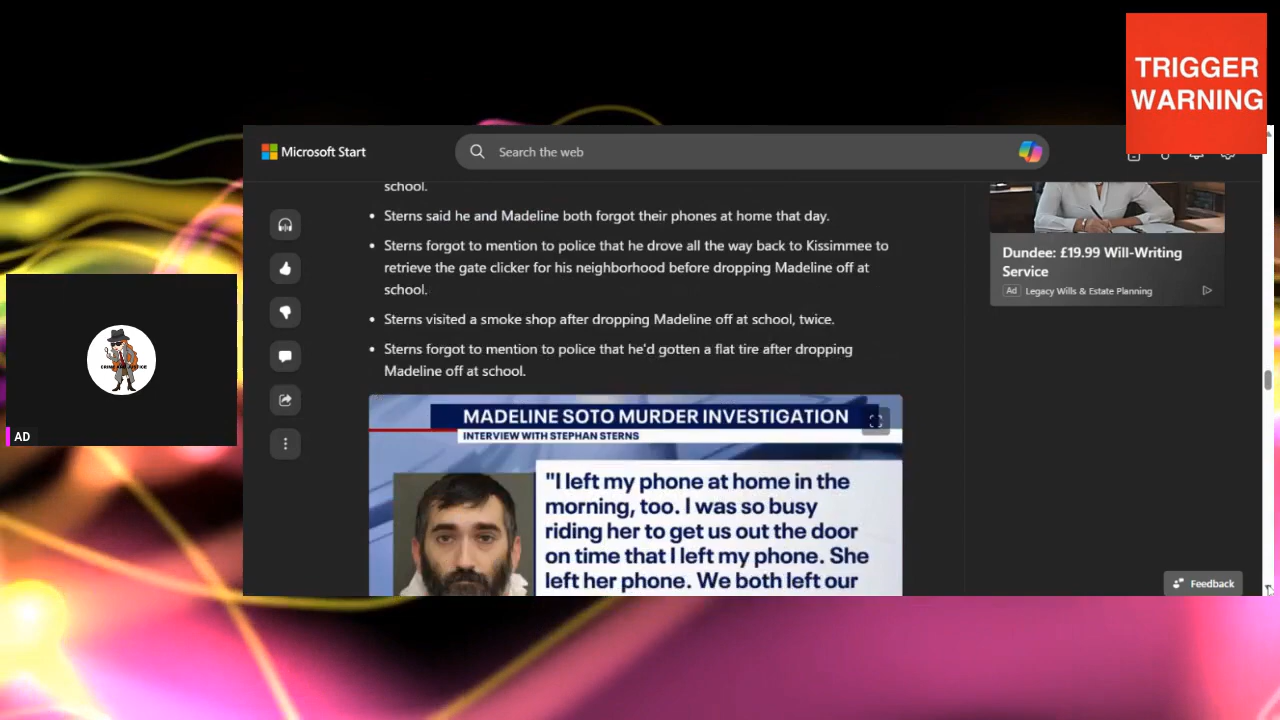 TRIGGER
WARNING
Microsoft Start
Search the web
school.
• Sterns said he and Madeline both forgot their phones at home that day.
• Sterns forgot to mention to police that he drove all the way back to Kissimmee to
retrieve the gate clicker for his neighborhood before dropping Madeline off at
school.
• Sterns visited a smoke shop after dropping Madeline off at school, twice.
• Sterns forgot to mention to police that he'd gotten a flat tire after dropping
Madeline off at school.
Dundee: £19.99 Will-Writing
Service
Ad Legacy Wills & Estate Planning
CRIME AND JUSTICE
AD
MADELINE SOTO MURDER INVESTIGATION
INTERVIEW WITH STEPHAN STERNS
"I left my phone at home in the
morning, too. I was so busy
riding her to get us out the door
on time that I left my phone. She
left her phone. We both left our
Feedback